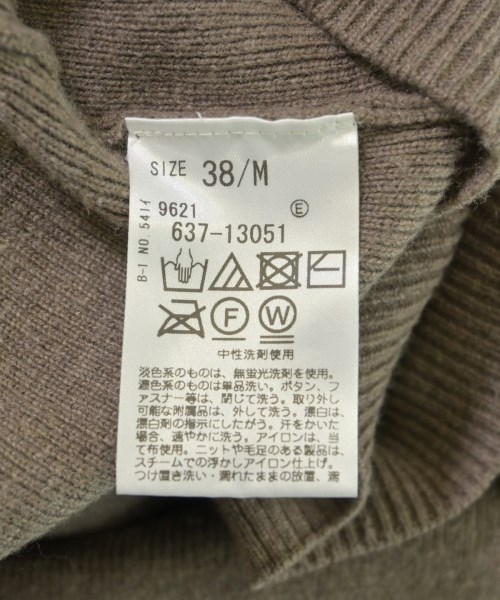 SIZE 38/M
9621 Ⓔ
637-13051
B-I NO.5414
F W
中性洗剤使用
淡色系のものは、無蛍光洗剤を使用。
濃色系のものは単品洗い。ボタン、フ
ァスナー等は、閉じて洗う。取り外し
可能な附属品は、外して洗う。漂白は、
漂白剤の指示にしたがう。汗をかいた
場合、速やかに洗う。アイロンは、当
て布使用。ニットや毛足のある製品は、
スチームでの浮かしアイロン仕上げ。
つけ置き洗い・濡れたままの放置、濡